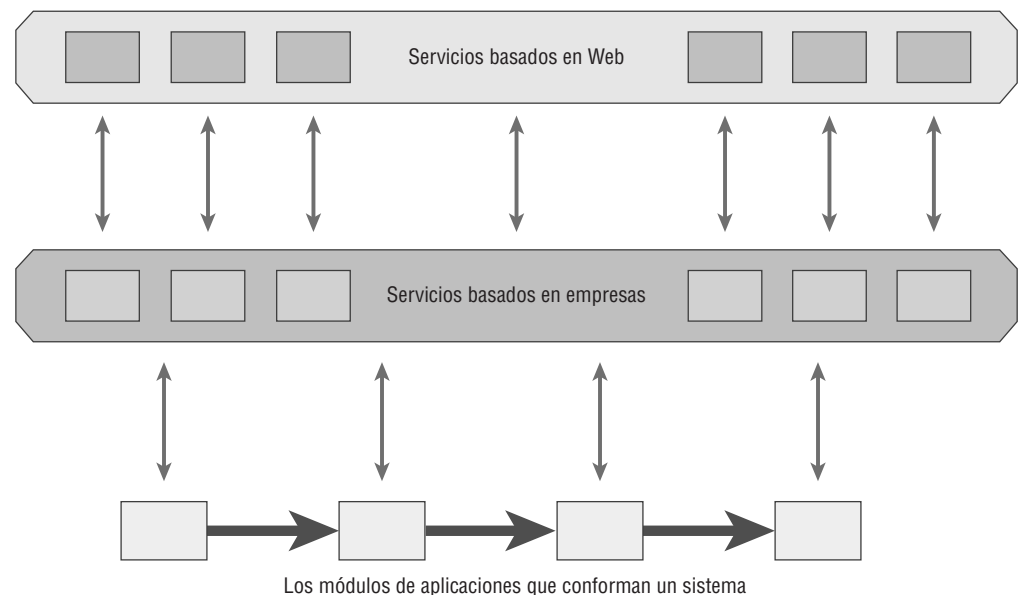 Servicios basados en Web
Servicios basados en empresas
Los módulos de aplicaciones que conforman un sistema